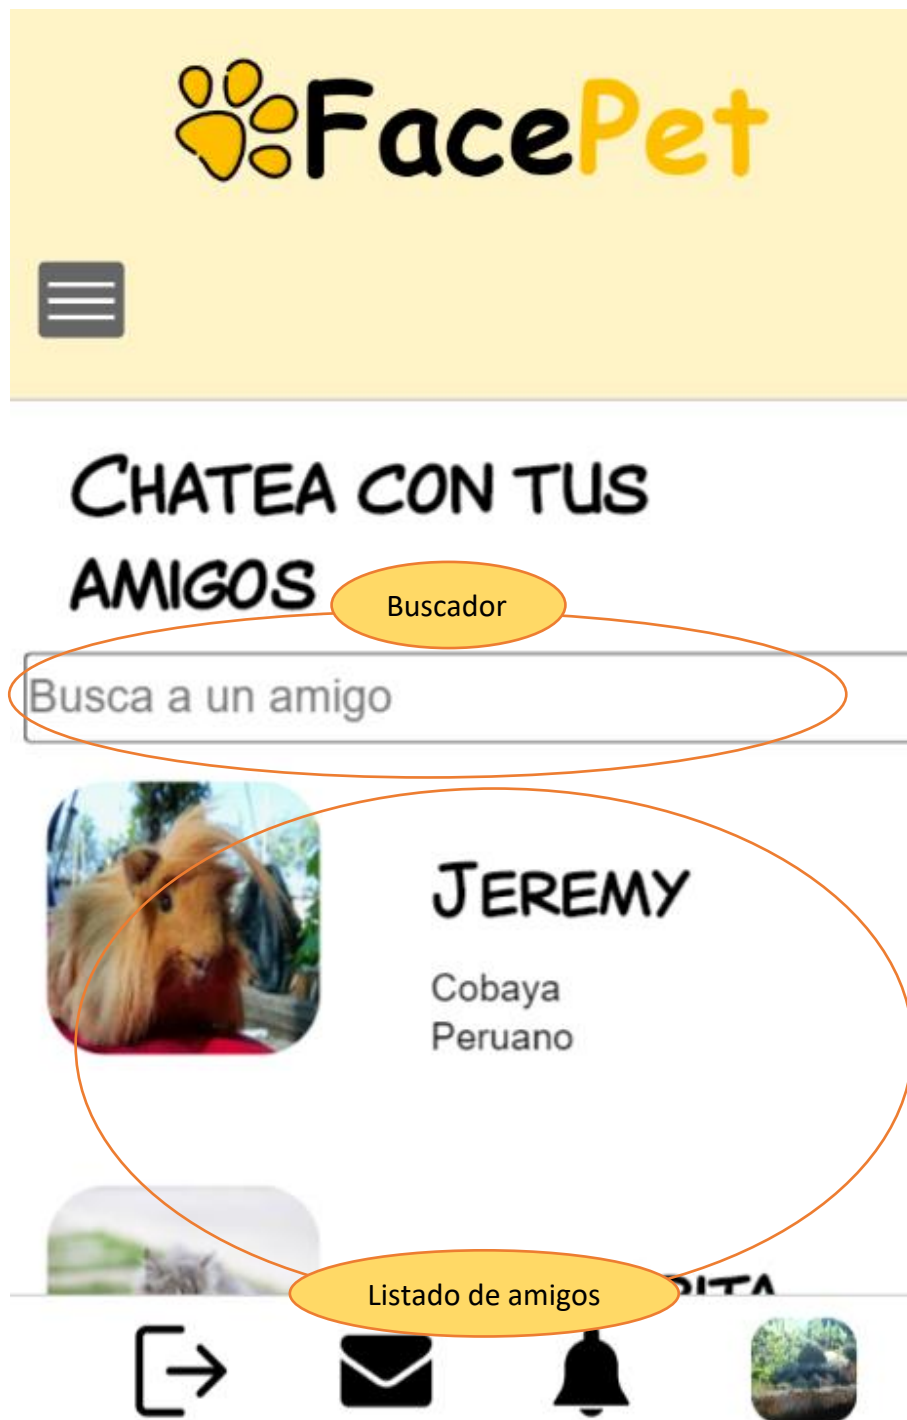 FacePet
CHATEA CON TUS
AMIGOS
Buscador
Busca a un amigo
JEREMY
Cobaya
Peruano
Listado de amigos